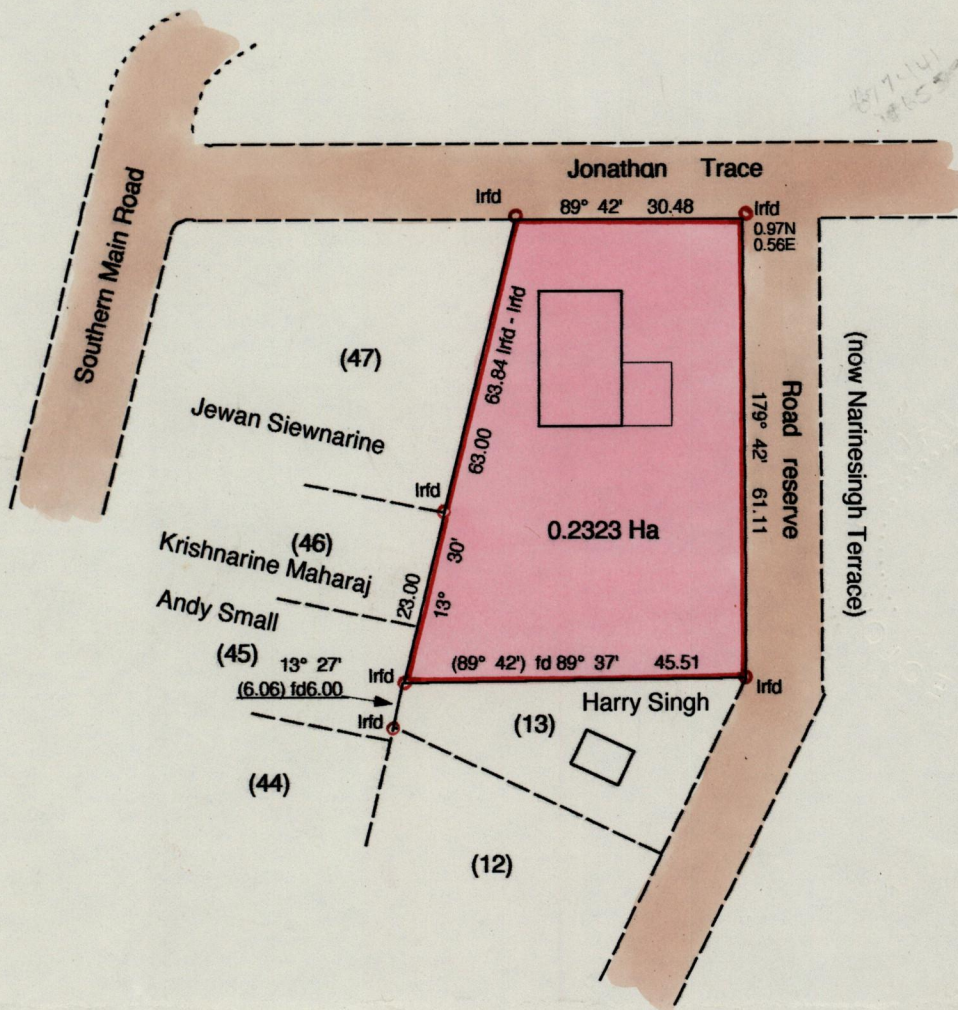 Jonathan Trace
Southern Main Road
Irfd
89° 42' 30.48
Irfd
0.97N
0.56E
63.84 Irfd - Irfd
63.00
(47)
Jewan Siewnarine
Irfd
Road reserve
179° 42' 61.11
(now Narinesingh Terrace)
0.2323 Ha
(46)
Krishnarine Maharaj
23.00
13° 30'
Andy Small
(45)
13° 27'
(6.06) fd6.00
Irfd
(89° 42') fd 89° 37' 45.51
Irfd
Harry Singh
(13)
Irfd
(44)
(12)